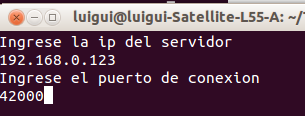 luigui@luigui-Satellite-L55-A: ~/
Ingrese la ip del servidor
192.168.0.123
Ingrese el puerto de conexion
42000